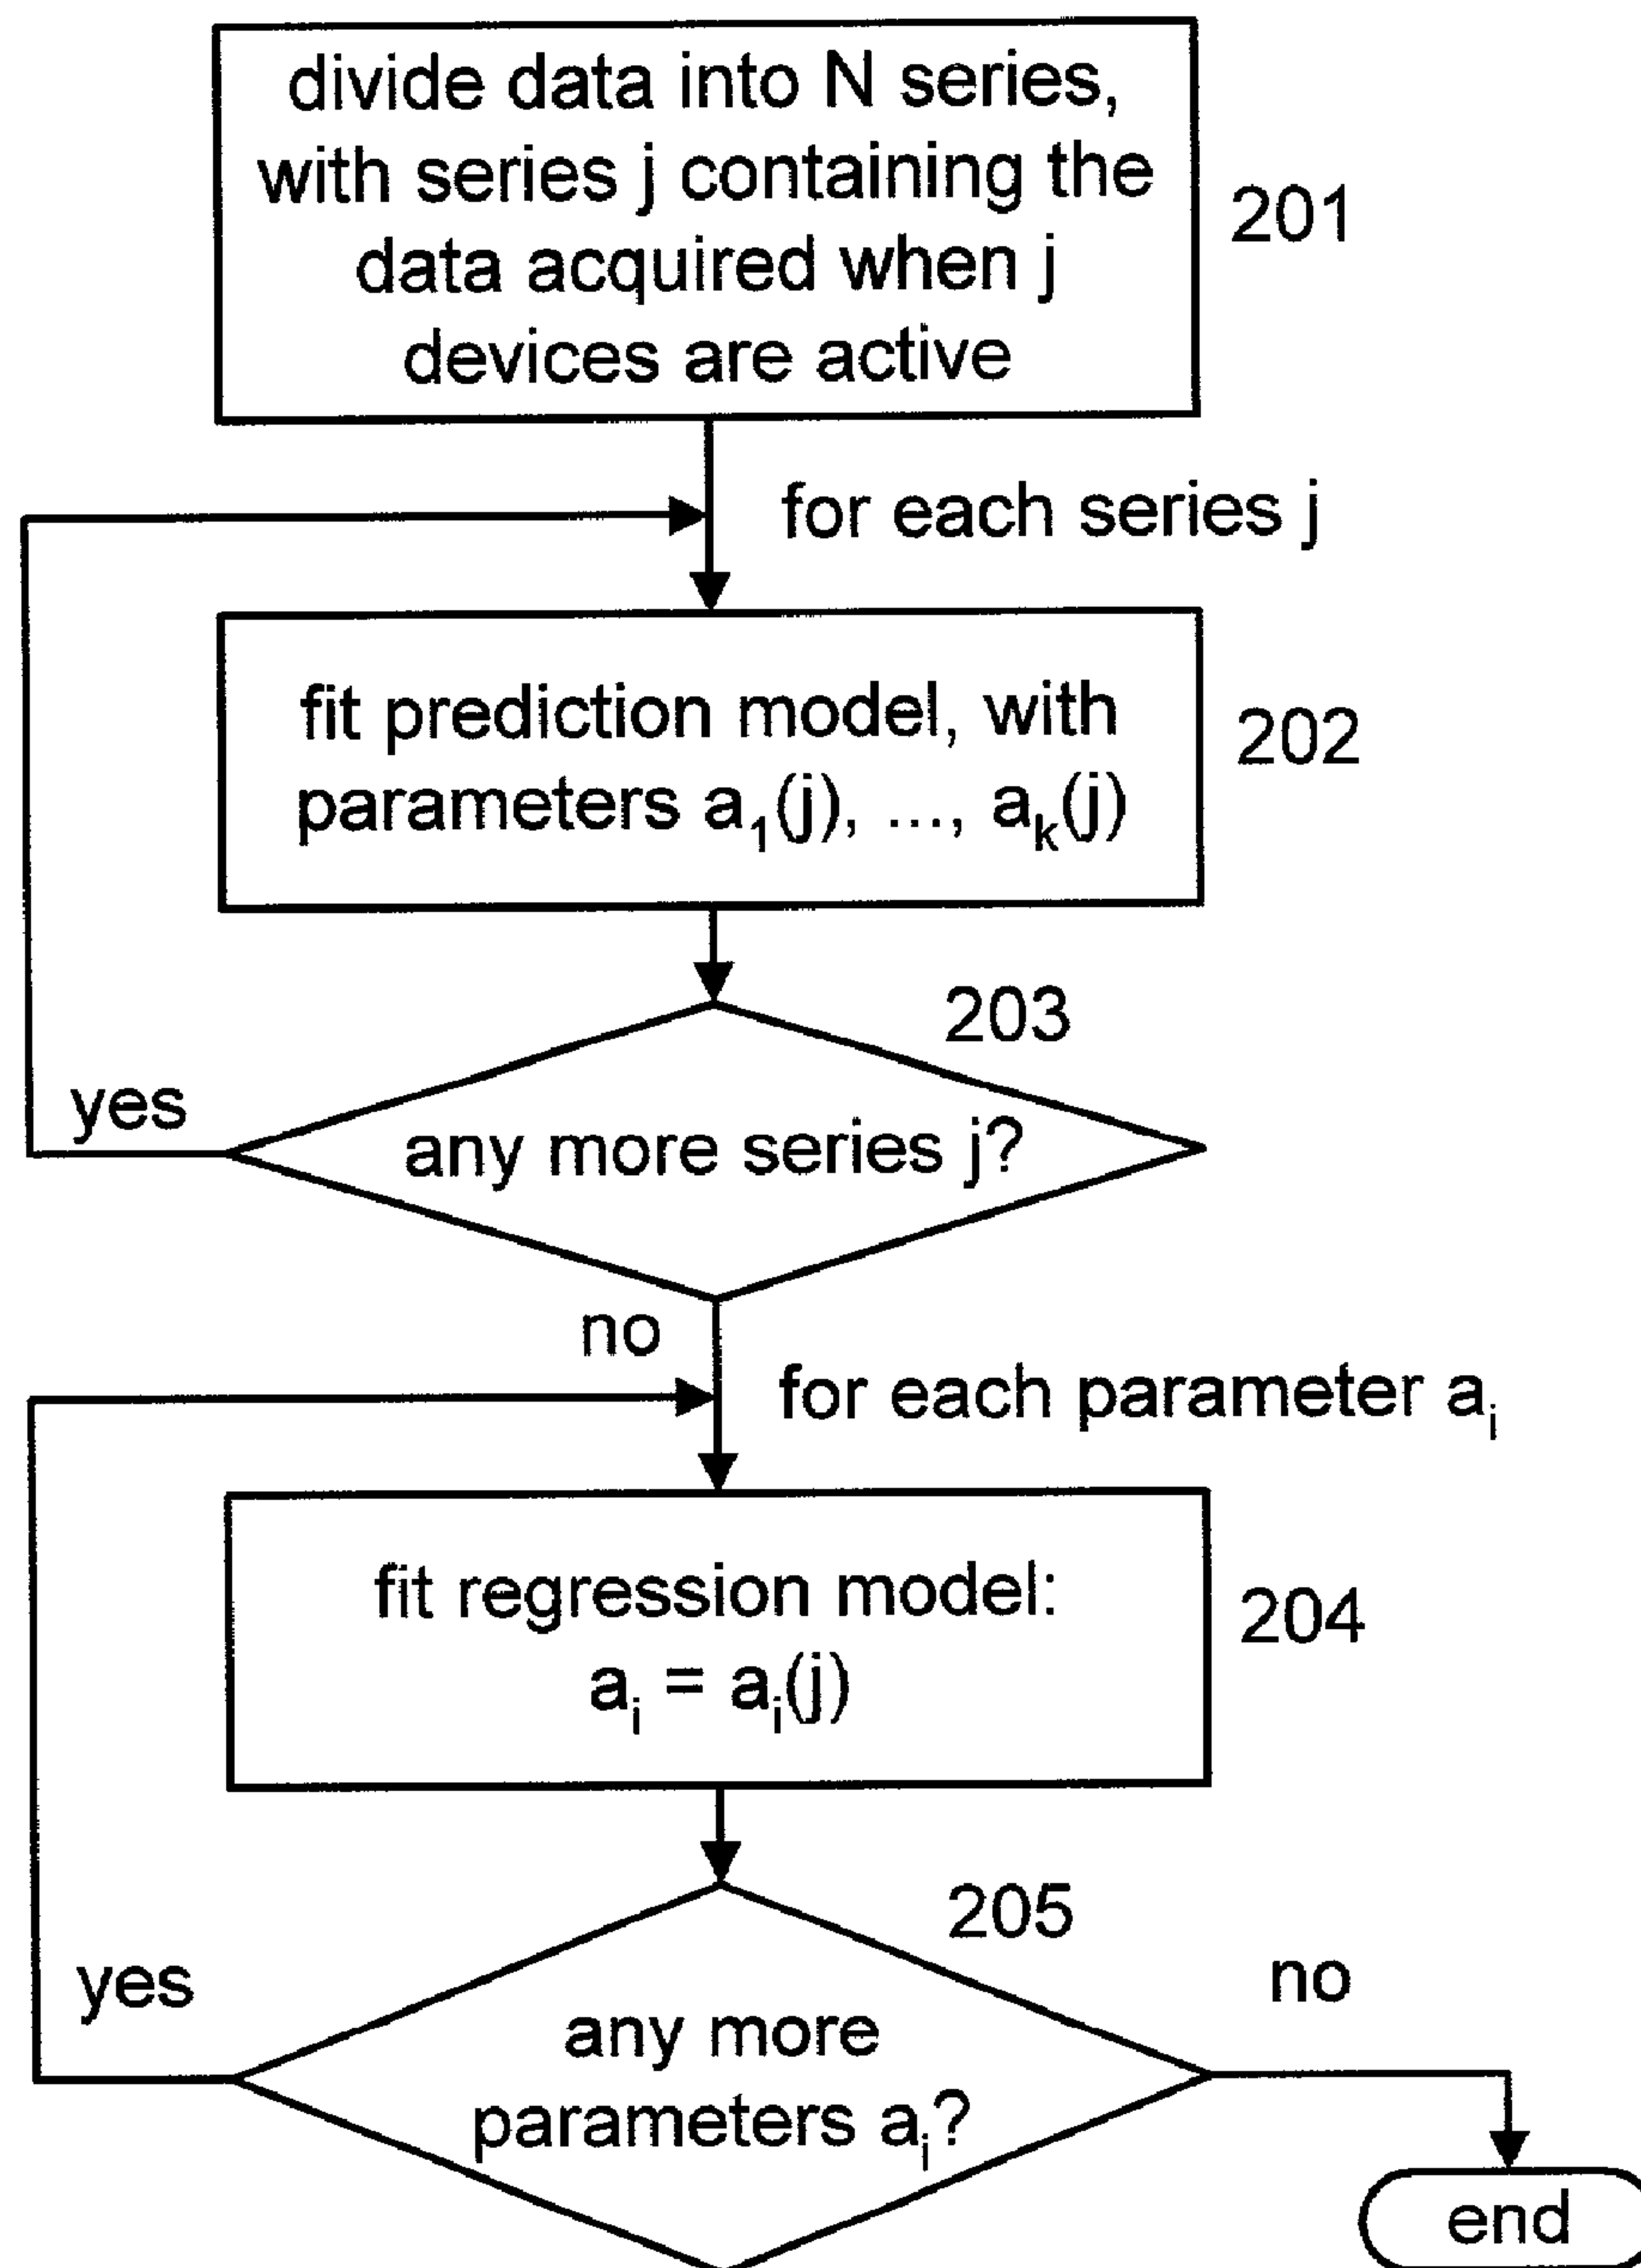 divide data into N series,
with series j containing the
data acquired when j
devices are active
201
for each series j
fit prediction model, with
parameters a₁(j), ..., aₖ(j)
202
203
yes
any more series j?
no
for each parameter aᵢ
fit regression model:
aᵢ = aᵢ(j)
204
205
yes
no
any more
parameters aᵢ?
end